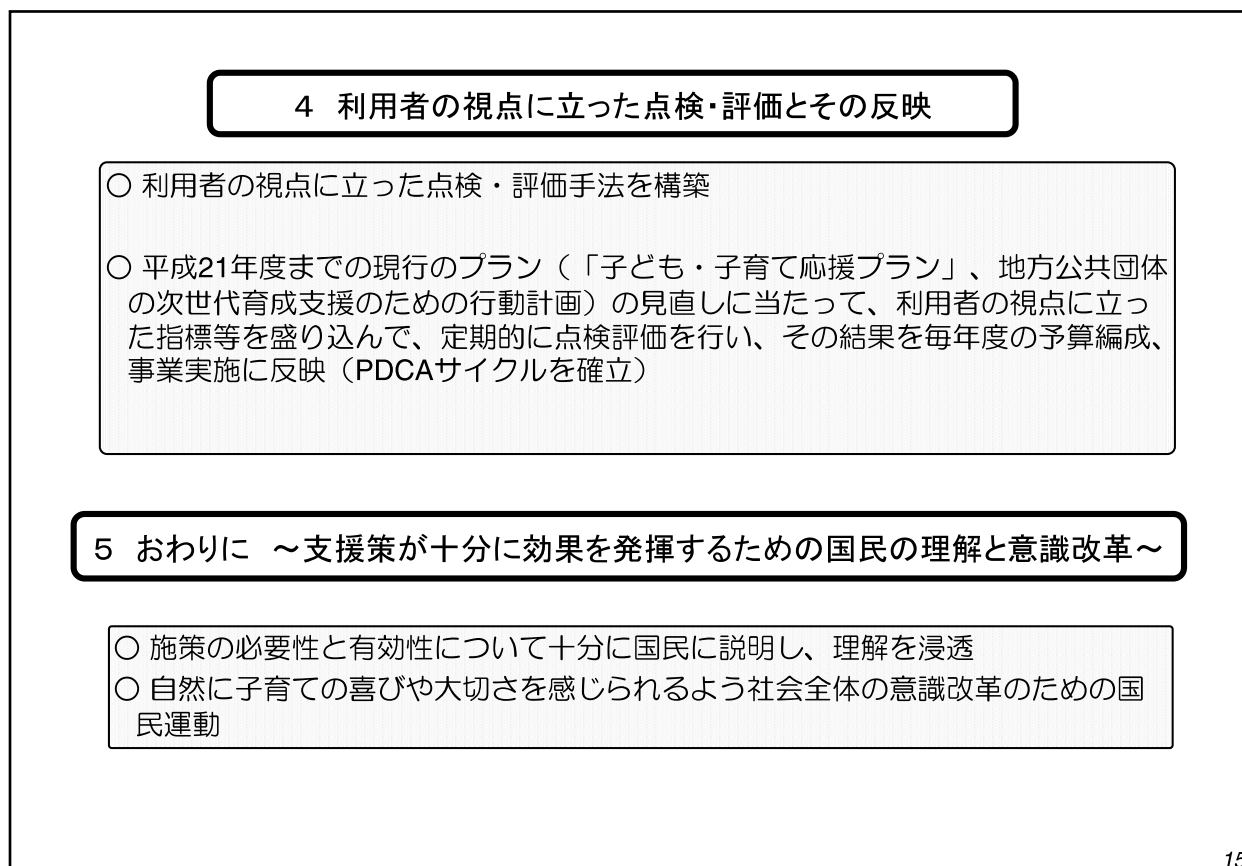 ４　利用者の視点に立った点検・評価とその反映
○ 利用者の視点に立った点検・評価手法を構築
○ 平成21年度までの現行のプラン（「子ども・子育て応援プラン」、地方公共団体
の次世代育成支援のための行動計画）の見直しに当たって、利用者の視点に立っ
た指標等を盛り込んで、定期的に点検評価を行い、その結果を毎年度の予算編成、
事業実施に反映（PDCAサイクルを確立）
５　おわりに　～支援策が十分に効果を発揮するための国民の理解と意識改革～
○ 施策の必要性と有効性について十分に国民に説明し、理解を浸透
○ 自然に子育ての喜びや大切さを感じられるよう社会全体の意識改革のための国
民運動
15